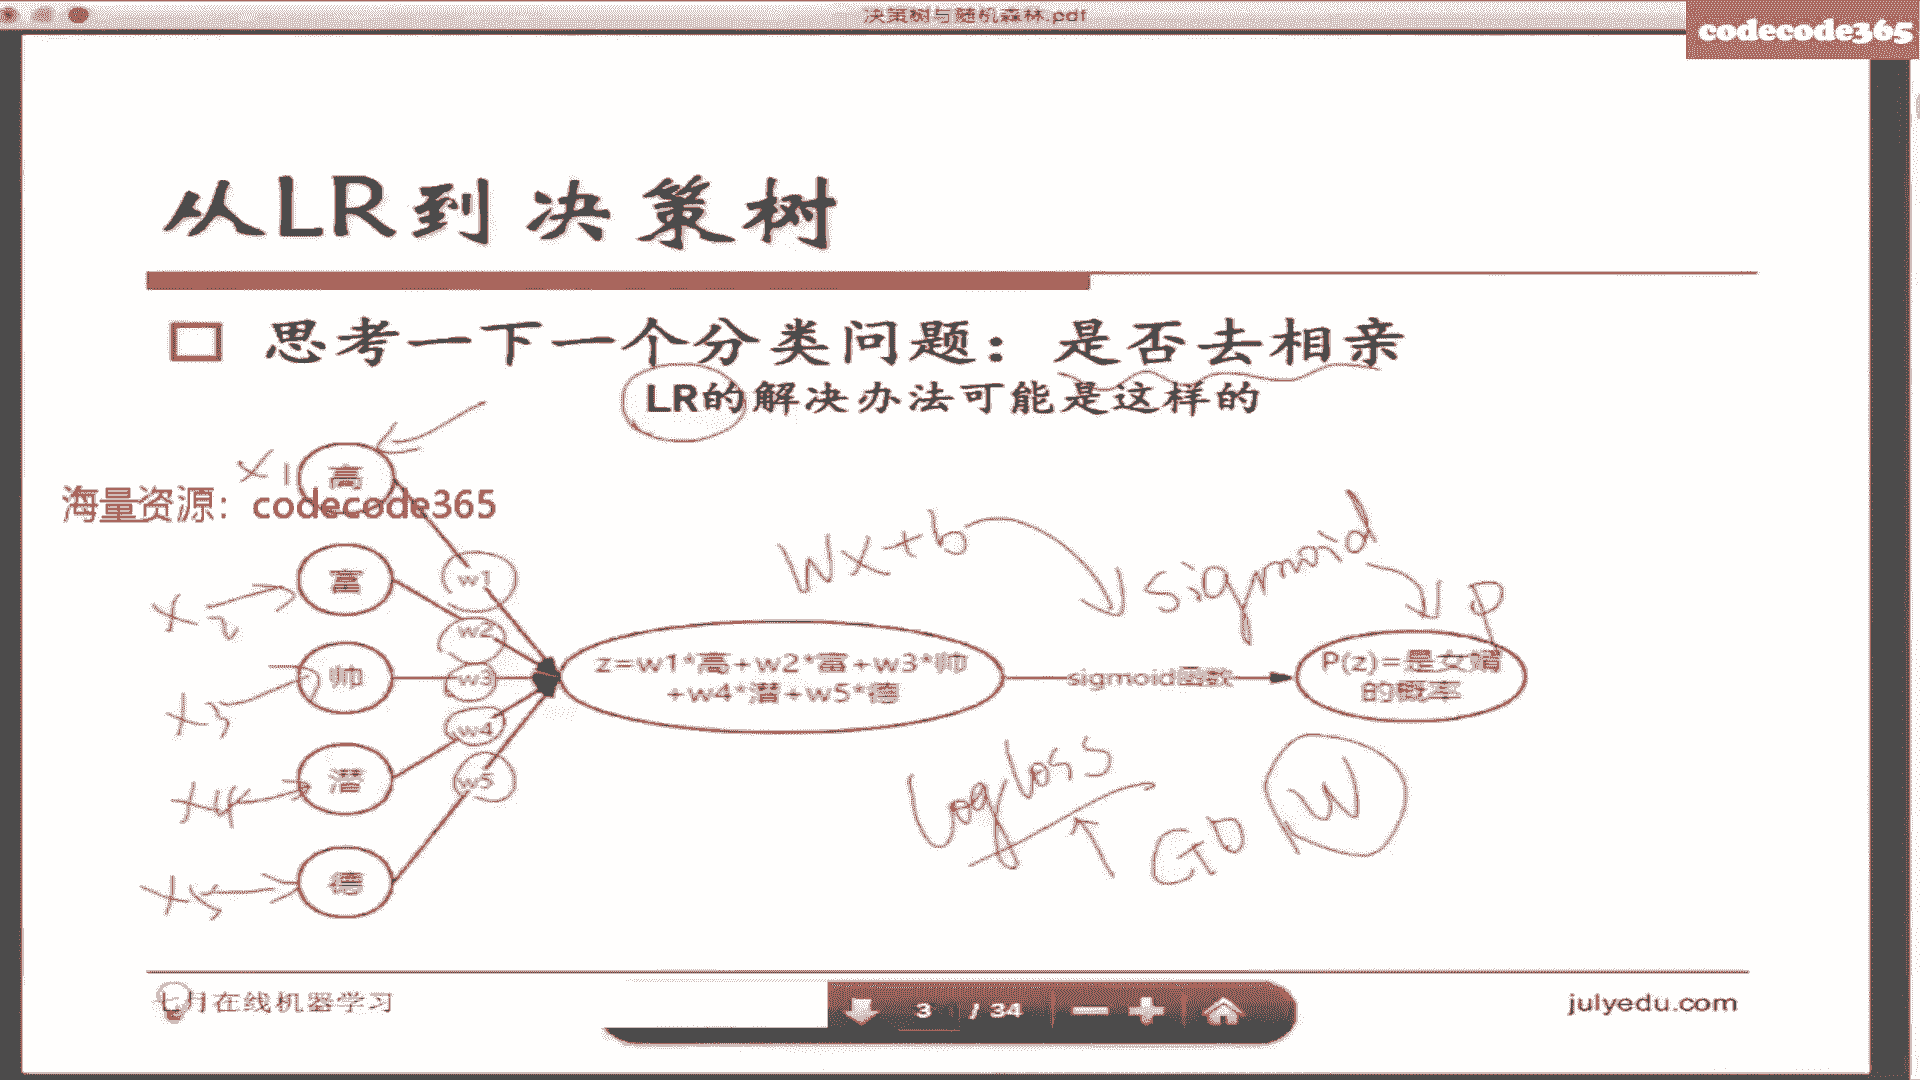 决策树与随机森林.pdf
codecode365
从LR到决策树
思考一下一个分类问题：是否去相亲
LR的解决办法可能是这样的
x1
高
海量资源：codecode365
富
x2
帅
x3
潜
x4
德
x5
w1
w2
w3
w4
w5
wx+b
sigmoid
P
z=w1*高+w2*富+w3*帅
+w4*潜+w5*德
sigmoid函数
P(z)=是女婿
的概率
logloss
GD
W
七月在线机器学习
3 / 34
julyedu.com